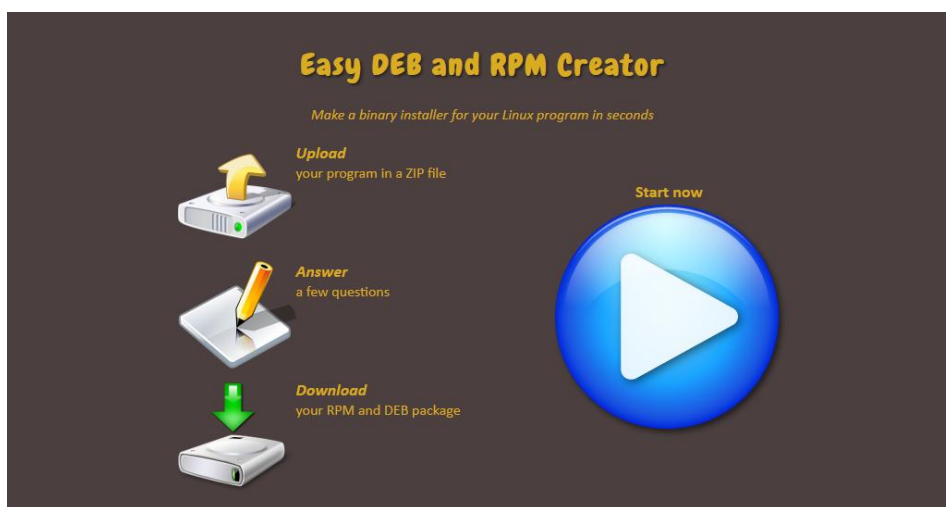 Easy DEB and RPM Creator
Make a binary installer for your Linux program in seconds
Upload
your program in a ZIP file
Start now
Answer
a few questions
Download
your RPM and DEB package